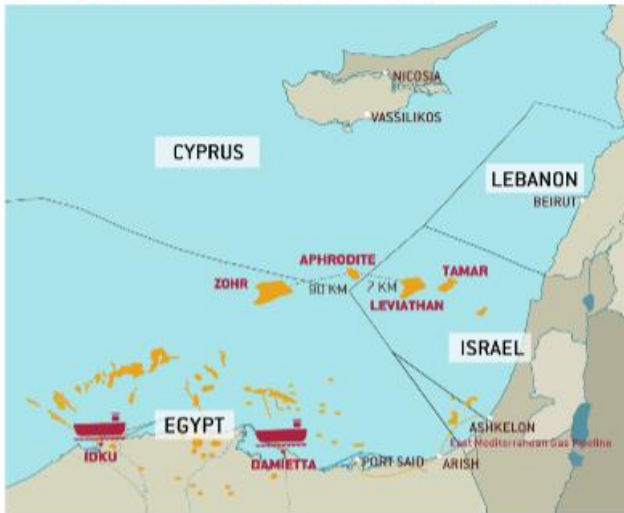 NICOSIA
VASSILIKOS
CYPRUS
LEBANON
BEIRUT
APHRODITE
ZOHR
90 KM
7 KM
TAMAR
LEVIATHAN
ISRAEL
EGYPT
ASHKELON
East Mediterranean Gas Pipeline
IDKU
DAMIETTA
PORT SAID
ARISH